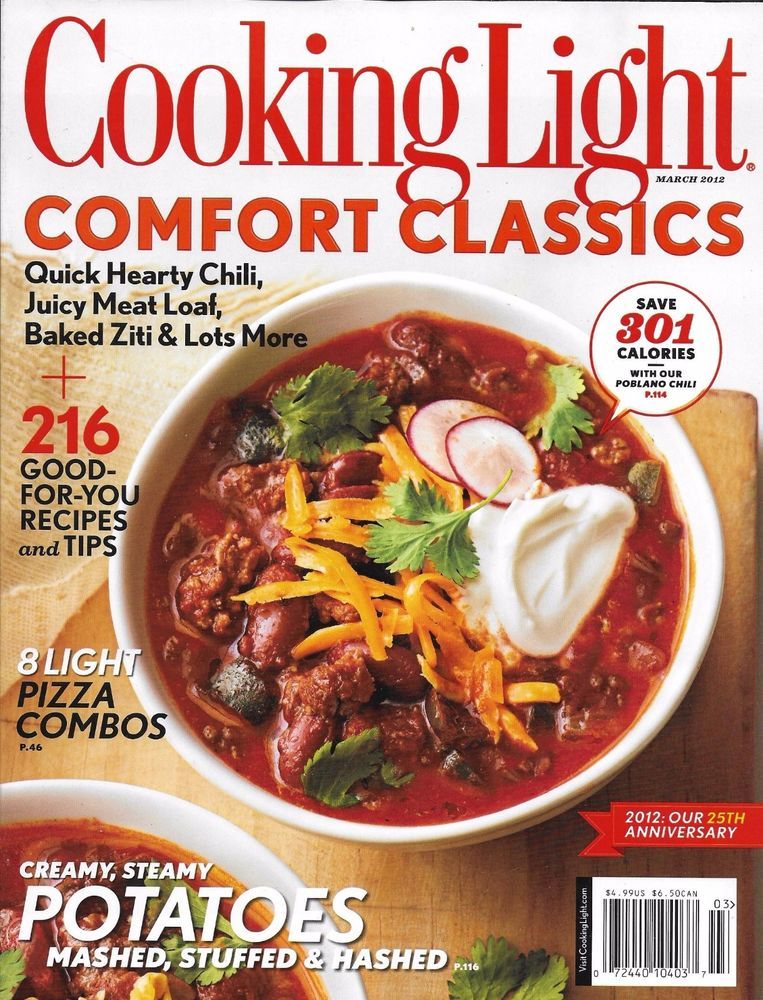 Cooking Light®
MARCH 2012
COMFORT CLASSICS
Quick Hearty Chili,
Juicy Meat Loaf,
Baked Ziti & Lots More
+
216
GOOD-
FOR-YOU
RECIPES
and TIPS
SAVE
301
CALORIES
WITH OUR
POBLANO CHILI
P.114
8 LIGHT
PIZZA
COMBOS
P.46
2012: OUR 25TH
ANNIVERSARY
CREAMY, STEAMY
POTATOES
MASHED, STUFFED & HASHED P.116
Visit CookingLight.com
$4.99US $6.50CAN
03>
0 72440 10403 7